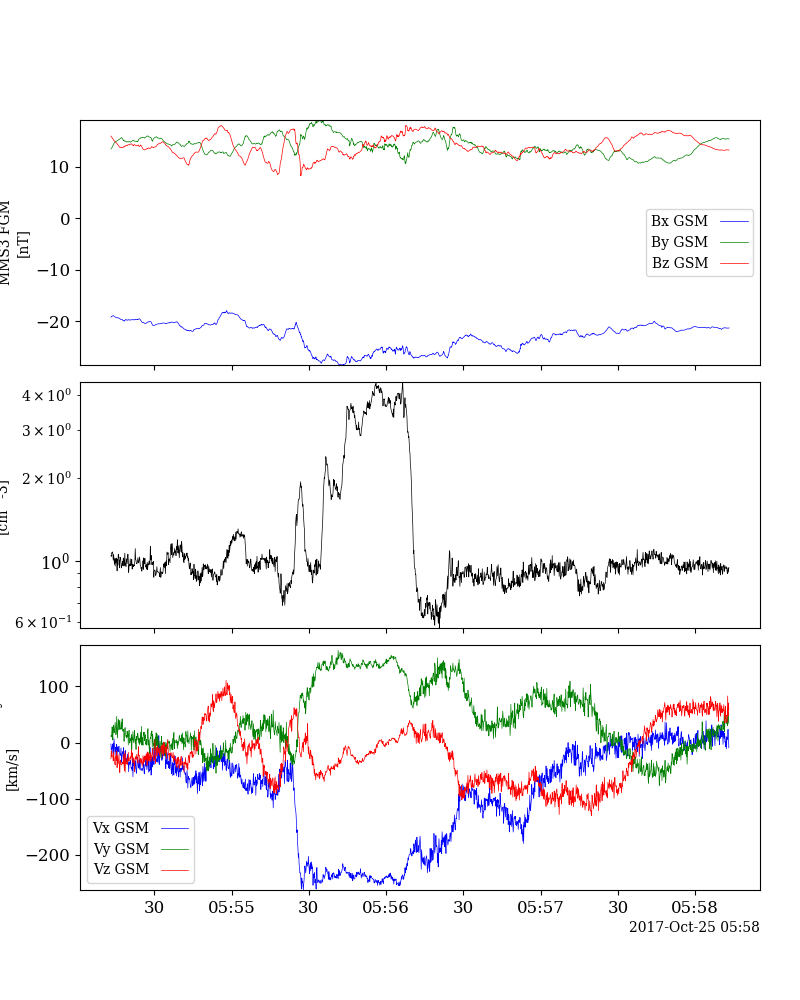 10
0
−10
−20
MMS3 FGM
[nT]
Bx GSM
By GSM
Bz GSM
4 × 10⁰
3 × 10⁰
2 × 10⁰
10⁰
6 × 10⁻¹
100
0
−100
−200
[km/s]
Vx GSM
Vy GSM
Vz GSM
30 05:55 30 05:56 30 05:57 30 05:58
2017-Oct-25 05:58